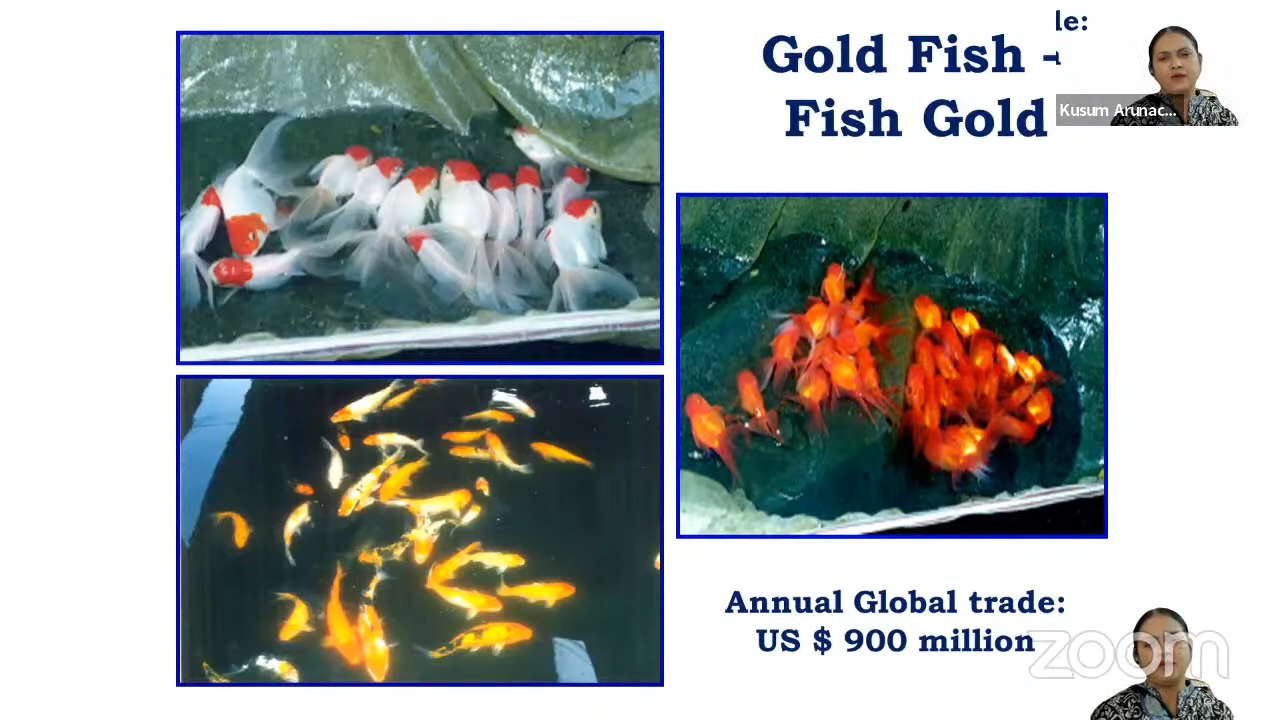 le:
Gold Fish -
Fish Gold
Kusum Arunac...
Annual Global trade:
US $ 900 million
zoom